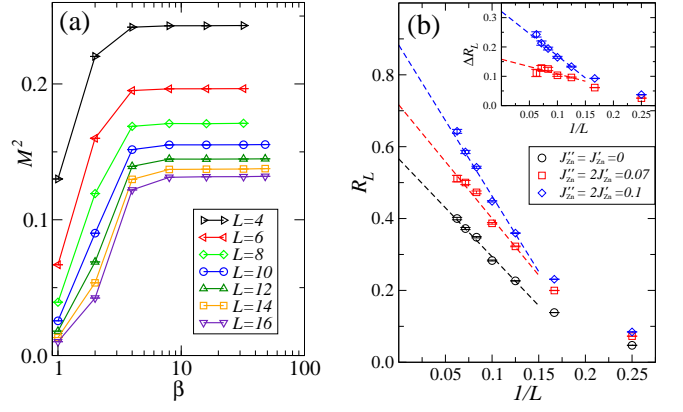 (a)
M²
0.2
0.1
0.0
1
10
100
β
L=4
L=6
L=8
L=10
L=12
L=14
L=16
(b)
R_L
0.8
0.6
0.4
0.2
0.0
0.05
0.1
0.15
0.2
0.25
1/L
ΔR_L
0.3
0.2
0.1
0.0
0.05
0.1
0.15
0.2
0.25
1/L
J''_Zn = J'_Zn =0
J''_Zn = 2J'_Zn =0.07
J''_Zn = 2J'_Zn =0.1